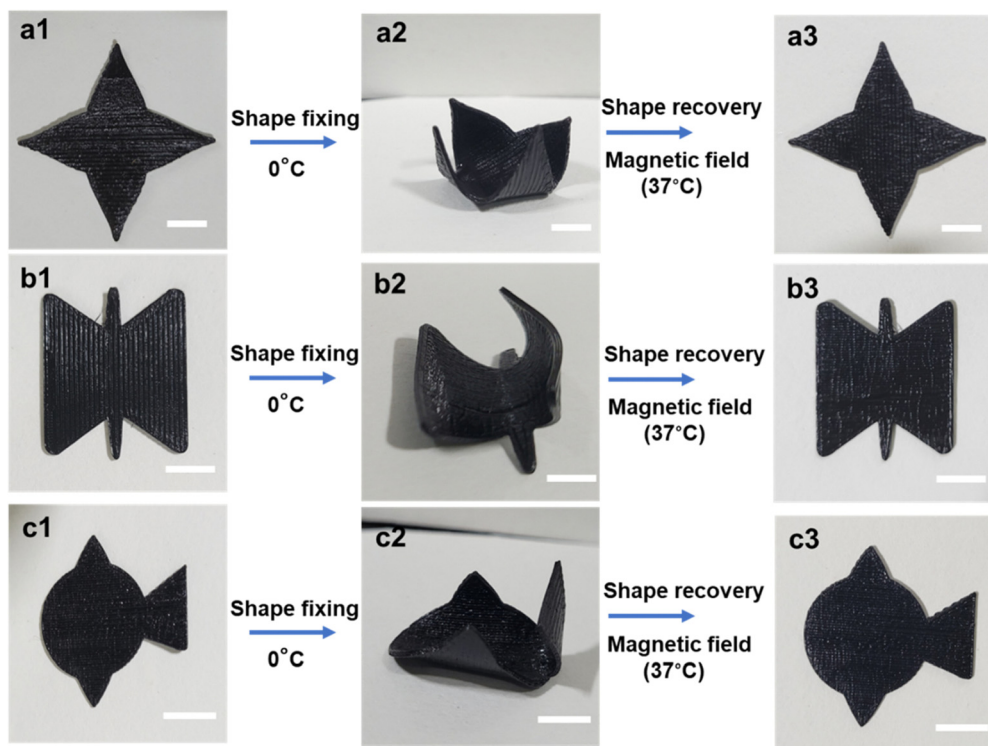 a1
Shape fixing
0°C
a2
Shape recovery
Magnetic field
(37°C)
a3
b1
Shape fixing
0°C
b2
Shape recovery
Magnetic field
(37°C)
b3
c1
Shape fixing
0°C
c2
Shape recovery
Magnetic field
(37°C)
c3